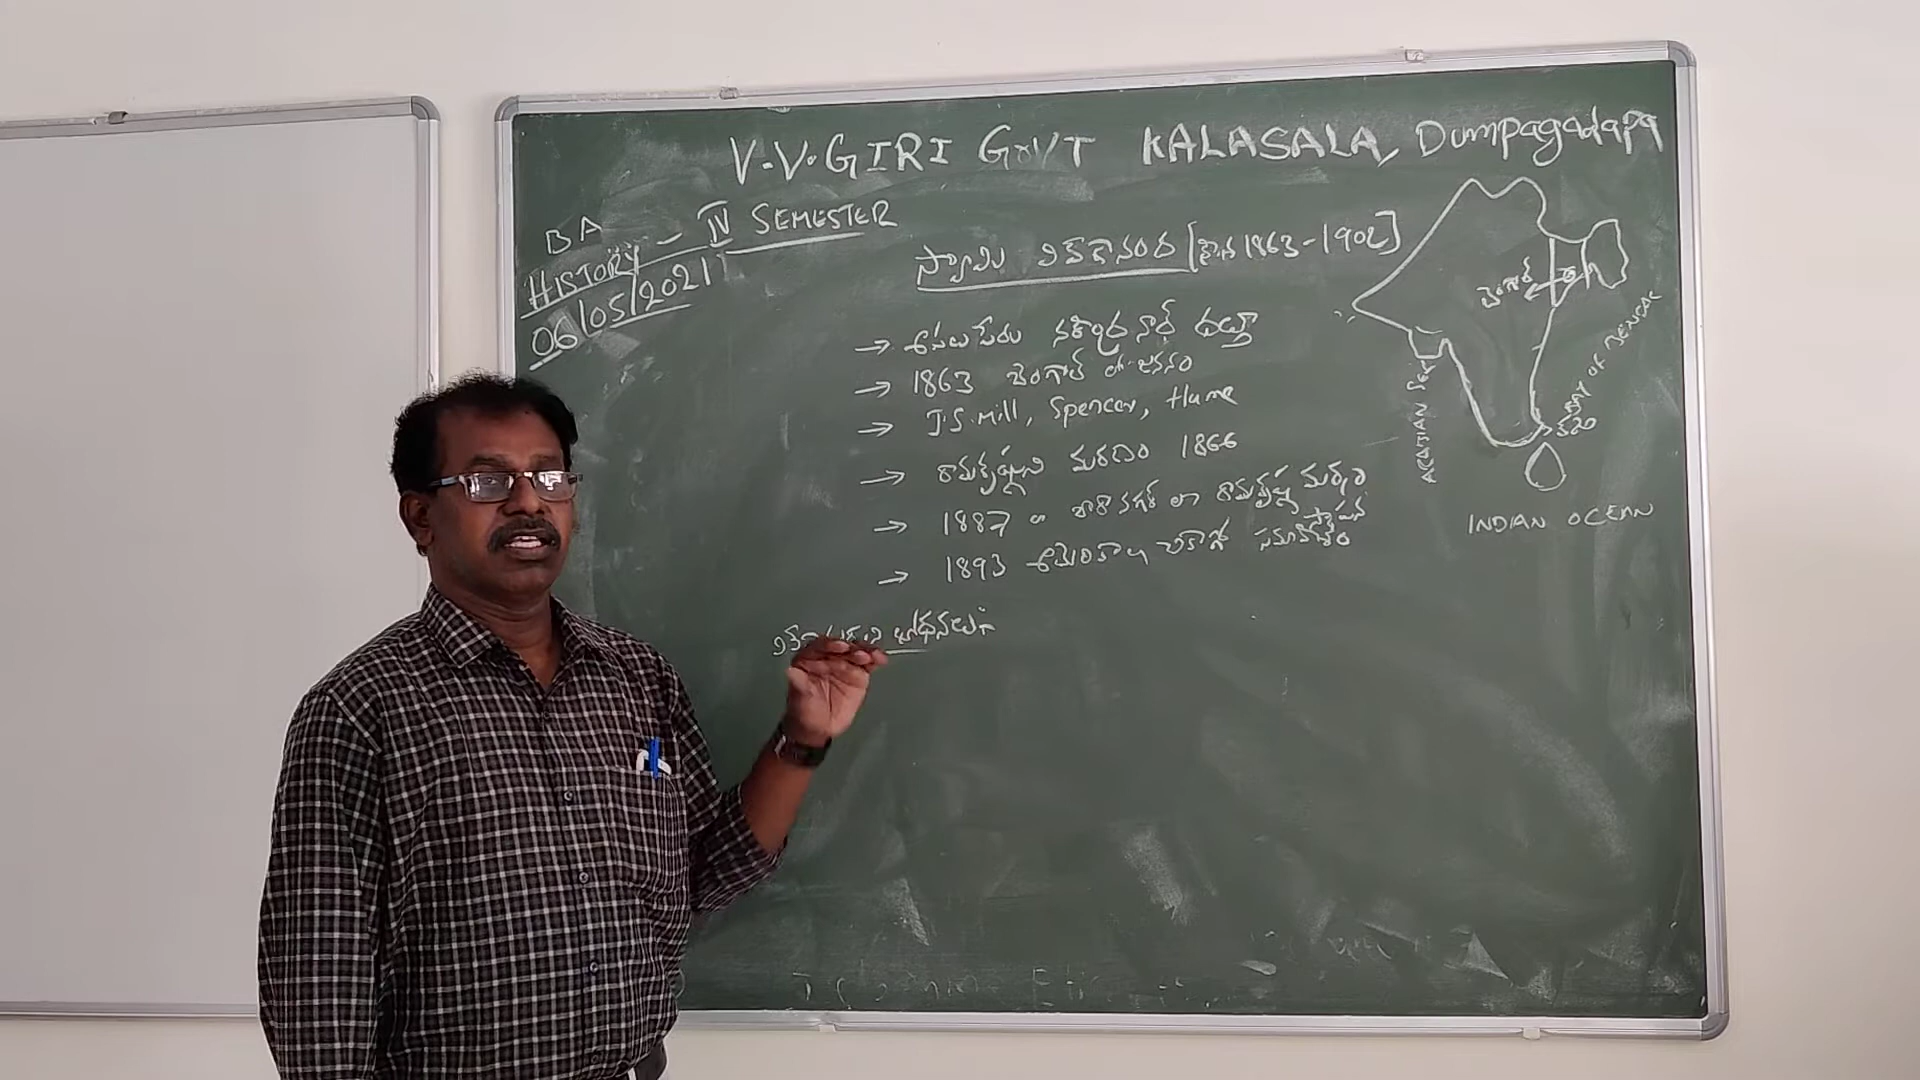 V.V.GIRI GOVT KALASALA, Dumpagadapa
BA
HISTORY - IV SEMESTER
06/05/2021
స్వామి వివేకానంద [క్రీ.శ 1863-1902]
→ అసలు పేరు నరేంద్రనాథ్ దత్తా
→ 1863 బెంగాల్ లో జననం
→ J.S. Mill, Spencer, Hume
→ రామకృష్ణుని మరణం 1866
→ 1887 లో బారానగర్ లో రామకృష్ణ మఠం
స్థాపన
→ 1893 అమెరికాలో చికాగో సమావేశం
బోధనలు:
బెంగాల్
ARABIAN SEA
BAY OF BENGAL
INDIAN OCEAN